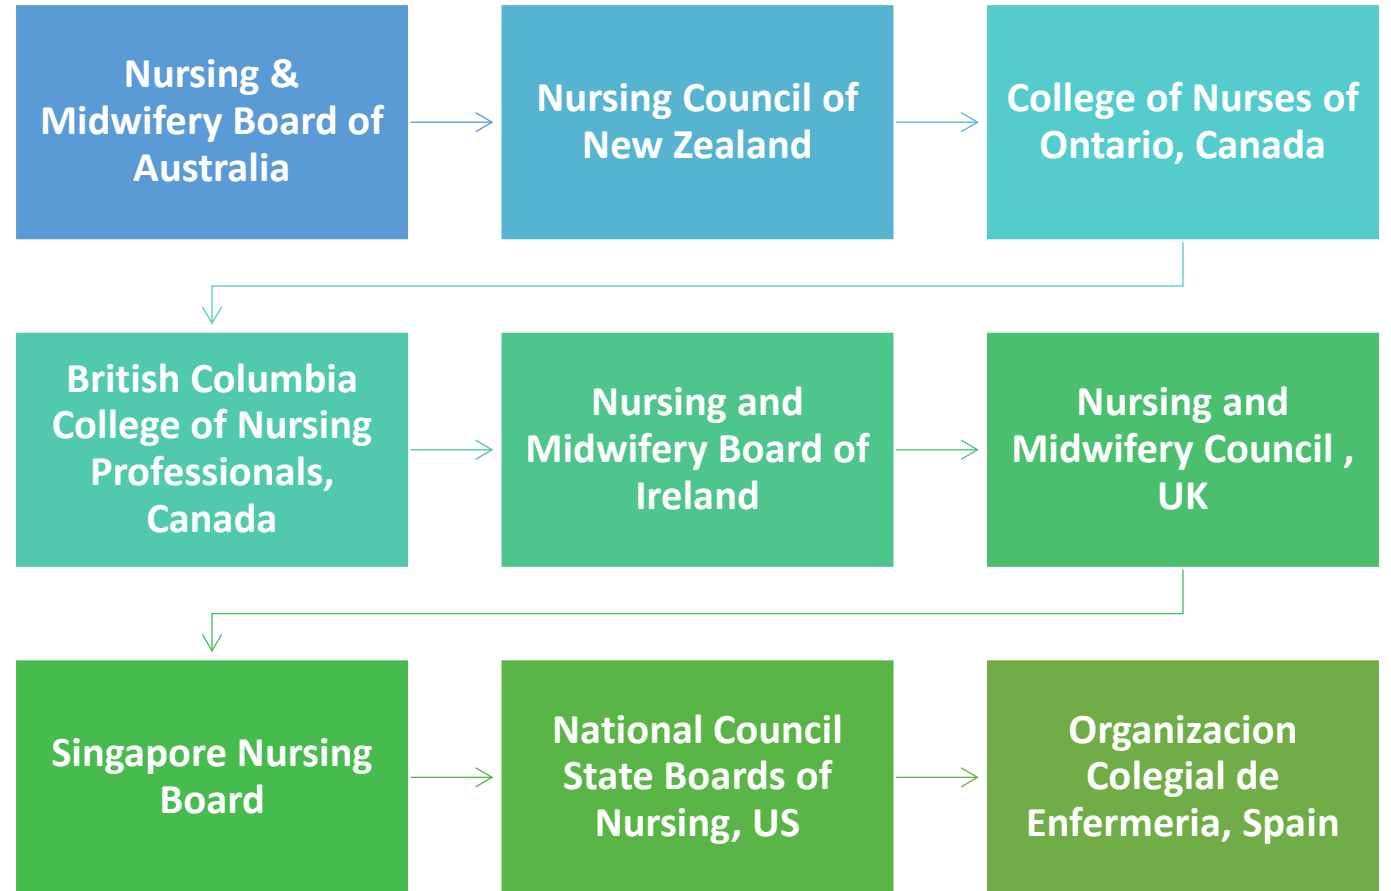 Nursing &
Midwifery Board of
Australia
Nursing Council of
New Zealand
College of Nurses of
Ontario, Canada
British Columbia
College of Nursing
Professionals,
Canada
Nursing and
Midwifery Board of
Ireland
Nursing and
Midwifery Council ,
UK
Singapore Nursing
Board
National Council
State Boards of
Nursing, US
Organizacion
Colegial de
Enfermeria, Spain